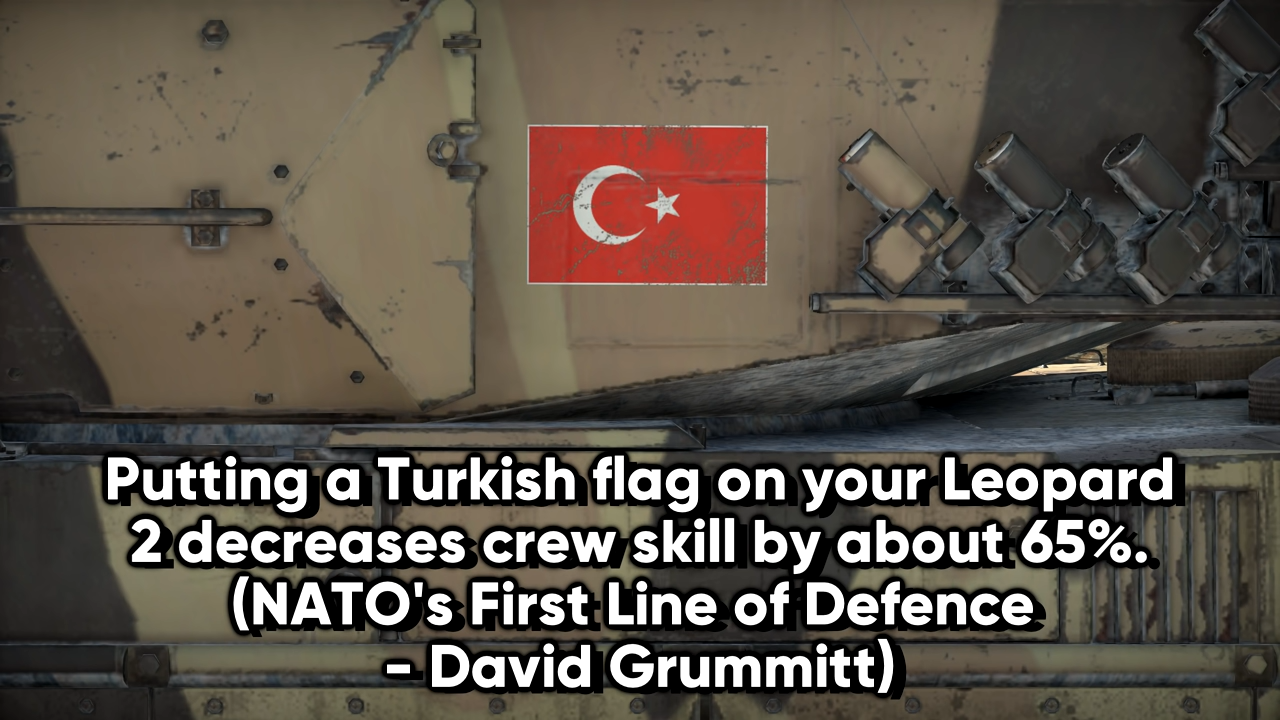 Putting a Turkish flag on your Leopard
2 decreases crew skill by about 65%.
(NATO's First Line of Defence
- David Grummitt)